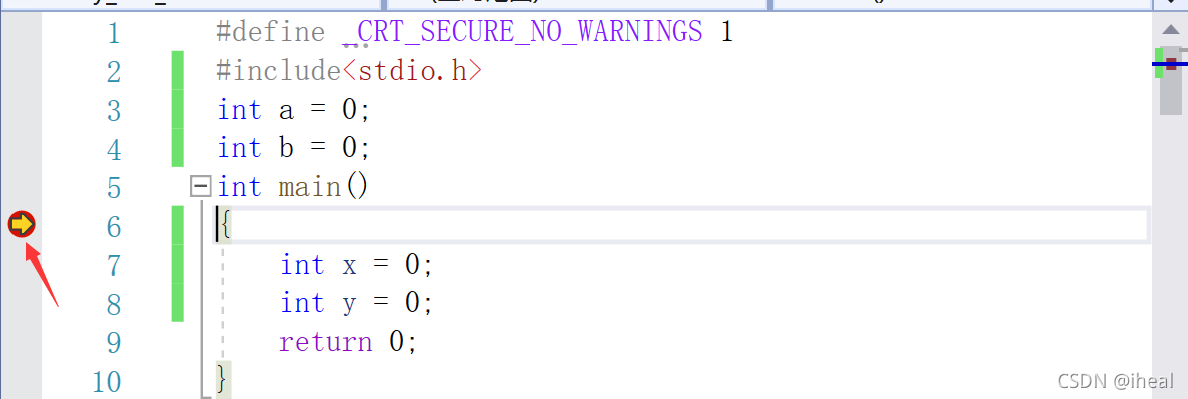 1 #define _CRT_SECURE_NO_WARNINGS 1
2 #include<stdio.h>
3 int a = 0;
4 int b = 0;
5 int main()
6 {
7 int x = 0;
8 int y = 0;
9 return 0;
10 }
CSDN @iheal